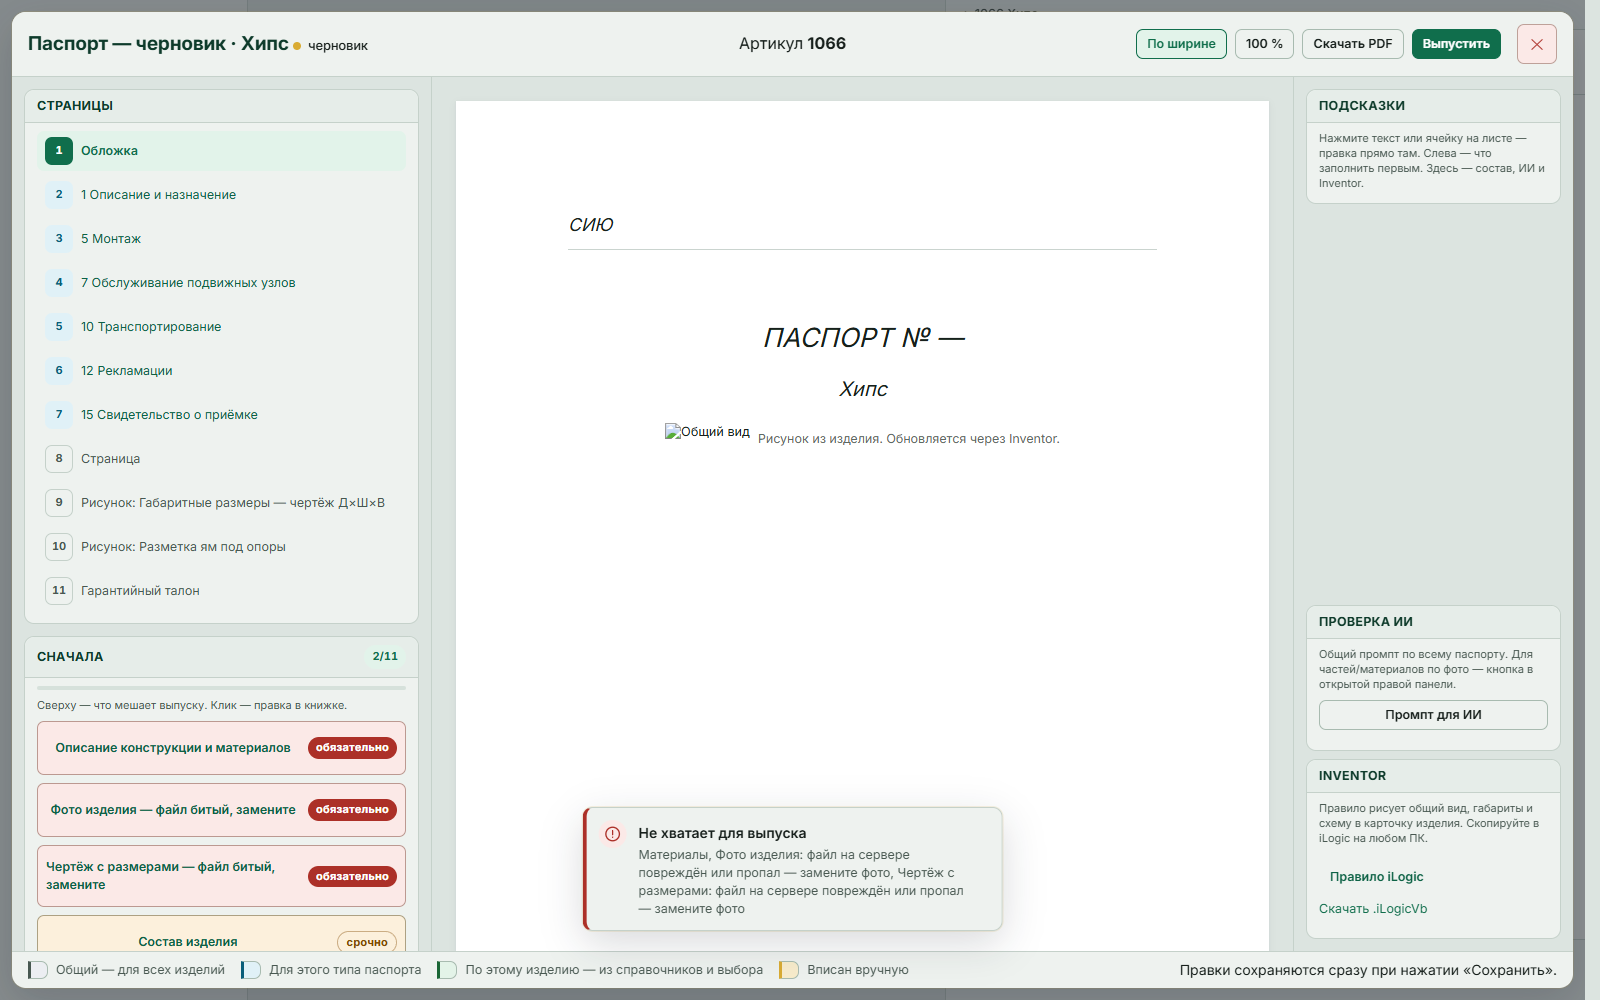 Паспорт — черновик · Хипс
черновик
Артикул 1066
По ширине
100 %
Скачать PDF
Выпустить
СТРАНИЦЫ
1 Обложка
2 1 Описание и назначение
3 5 Монтаж
4 7 Обслуживание подвижных узлов
5 10 Транспортирование
6 12 Рекламации
7 15 Свидетельство о приёмке
8 Страница
9 Рисунок: Габаритные размеры — чертёж Д×Ш×В
10 Рисунок: Разметка ям под опоры
11 Гарантийный талон
СНАЧАЛА
2/11
Сверху — что мешает выпуску. Клик — правка в книжке.
Описание конструкции и материалов
обязательно
Фото изделия — файл битый, замените
обязательно
Чертёж с размерами — файл битый,
замените
обязательно
Состав изделия
срочно
СИЮ
ПАСПОРТ № —
Хипс
Общий вид
Рисунок из изделия. Обновляется через Inventor.
Не хватает для выпуска
Материалы, Фото изделия: файл на сервере
повреждён или пропал — замените фото, Чертёж с
размерами: файл на сервере повреждён или пропал
— замените фото
ПОДСКАЗКИ
Нажмите текст или ячейку на листе —
правка прямо там. Слева — что
заполнить первым. Здесь — состав, ИИ и
Inventor.
ПРОВЕРКА ИИ
Общий промпт по всему паспорту. Для
частей/материалов по фото — кнопка в
открытой правой панели.
Промпт для ИИ
INVENTOR
Правило рисует общий вид, габариты и
схему в карточку изделия. Скопируйте в
iLogic на любом ПК.
Правило iLogic
Скачать .iLogicVb
Общий — для всех изделий
Для этого типа паспорта
По этому изделию — из справочников и выбора
Вписан вручную
Правки сохраняются сразу при нажатии «Сохранить».